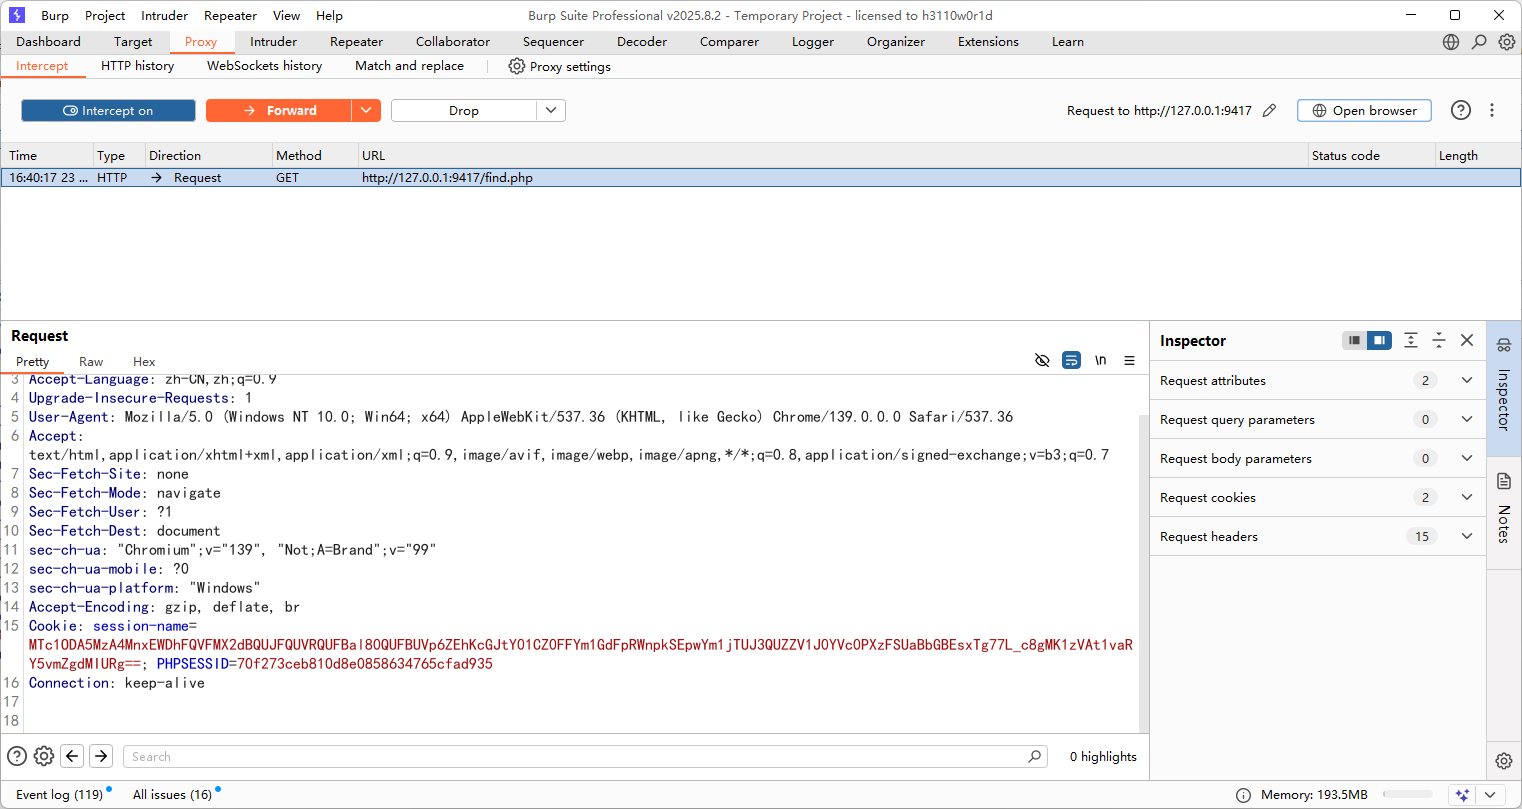 Burp Project Intruder Repeater View Help Burp Suite Professional v2025.8.2 - Temporary Project - licensed to h3110w0r1d
Dashboard Target Proxy Intruder Repeater Collaborator Sequencer Decoder Comparer Logger Organizer Extensions Learn
Intercept HTTP history WebSockets history Match and replace Proxy settings
Intercept on Forward Drop Request to http://127.0.0.1:9417 Open browser
Time Type Direction Method URL Status code Length
16:40:17 23 ... HTTP → Request GET http://127.0.0.1:9417/find.php
Request
Pretty Raw Hex \n
3 Accept-Language: zh-CN,zh;q=0.9
4 Upgrade-Insecure-Requests: 1
5 User-Agent: Mozilla/5.0 (Windows NT 10.0; Win64; x64) AppleWebKit/537.36 (KHTML, like Gecko) Chrome/139.0.0.0 Safari/537.36
6 Accept:
text/html,application/xhtml+xml,application/xml;q=0.9,image/avif,image/webp,image/apng,*/*;q=0.8,application/signed-exchange;v=b3;q=0.7
7 Sec-Fetch-Site: none
8 Sec-Fetch-Mode: navigate
9 Sec-Fetch-User: ?1
10 Sec-Fetch-Dest: document
11 sec-ch-ua: "Chromium";v="139", "Not;A=Brand";v="99"
12 sec-ch-ua-mobile: ?0
13 sec-ch-ua-platform: "Windows"
14 Accept-Encoding: gzip, deflate, br
15 Cookie: session-name=
MTc1ODA5MzA4MnxEWDhFQVFMX2dBQUJFQUVRQUFBal80QUFBUVp6ZEhKcGJtY01CZ0FFYm1GdFpRWnpkSEpwYm1jTUJ3QUZZV1J0YVc0PXzFSUaBbGBEsxTg77L_c8gMK1zVAt1vaR
Y5vmZgdMIURg==; PHPSESSID=70f273ceb810d8e0858634765cfad935
16 Connection: keep-alive
17
18
Inspector
Request attributes 2
Request query parameters 0
Request body parameters 0
Request cookies 2
Request headers 15
Inspector
Notes
Search 0 highlights
Event log (119) All issues (16) Memory: 193.5MB